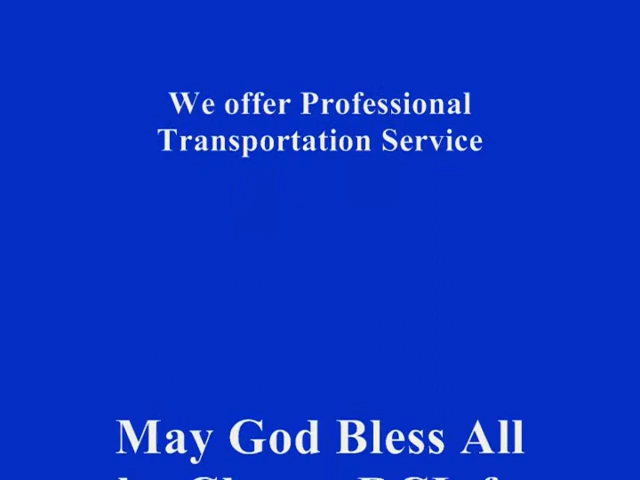 We offer Professional
Transportation Service
May God Bless All